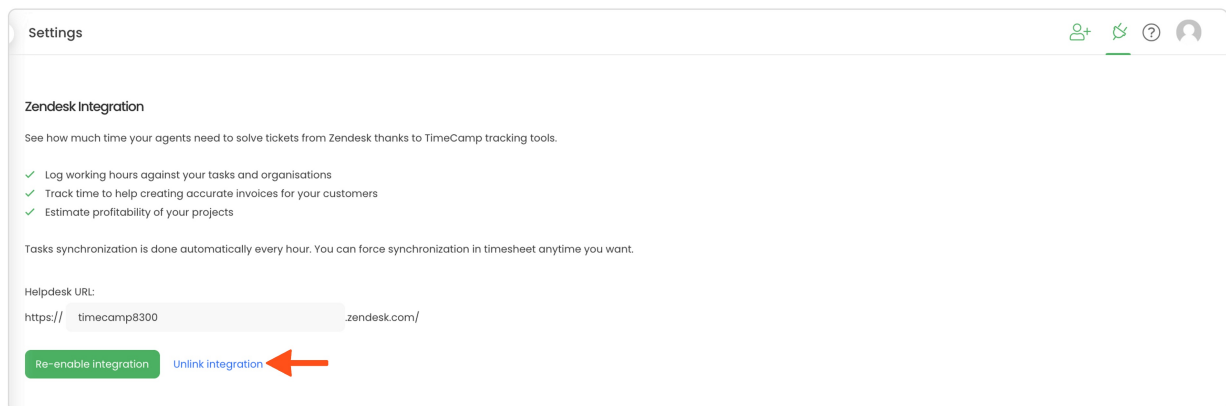 Settings
Zendesk Integration
See how much time your agents need to solve tickets from Zendesk thanks to TimeCamp tracking tools.
Log working hours against your tasks and organisations
Track time to help creating accurate invoices for your customers
Estimate profitability of your projects
Tasks synchronization is done automatically every hour. You can force synchronization in timesheet anytime you want.
Helpdesk URL:
https:// timecamp8300 .zendesk.com/
Re-enable integration Unlink integration